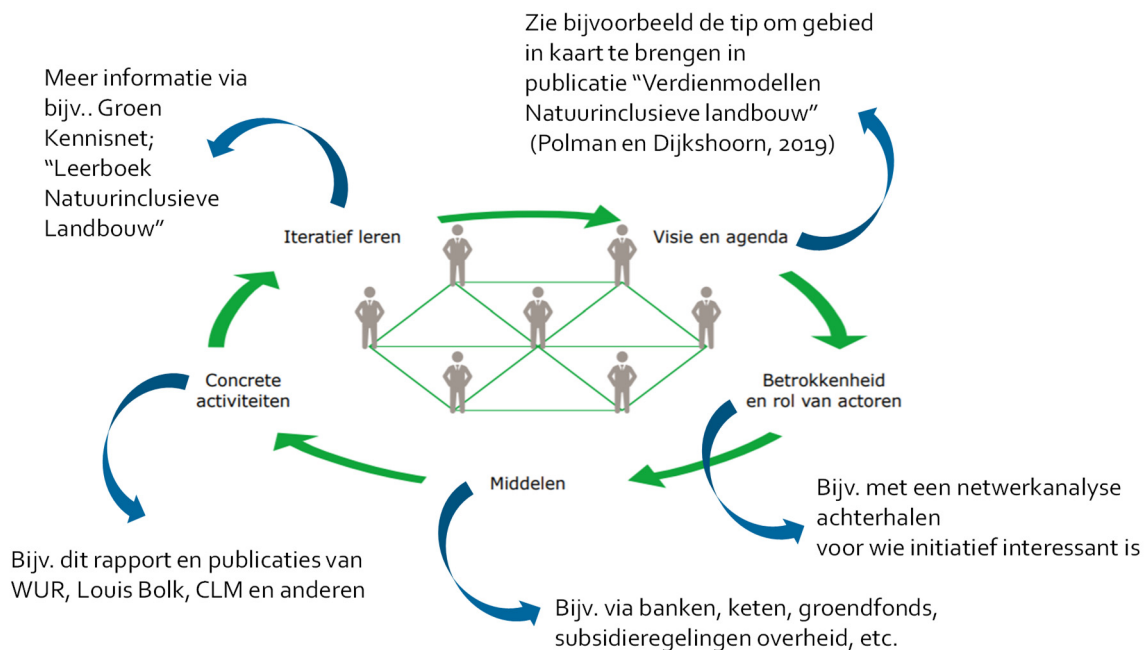 Zie bijvoorbeeld de tip om gebied
in kaart te brengen in
publicatie “Verdienmodellen
Natuurinclusieve landbouw”
(Polman en Dijkshoorn, 2019)
Meer informatie via
bijv.. Groen
Kennisnet;
“Leerboek
Natuurinclusieve
Landbouw”
Iteratief leren
Visie en agenda
Concrete
activiteiten
Betrokkenheid
en rol van actoren
Middelen
Bijv. met een netwerkanalyse
achterhalen
voor wie initiatief interessant is
Bijv. dit rapport en publicaties van
WUR, Louis Bolk, CLM en anderen
Bijv. via banken, keten, groendfonds,
subsidieregelingen overheid, etc.